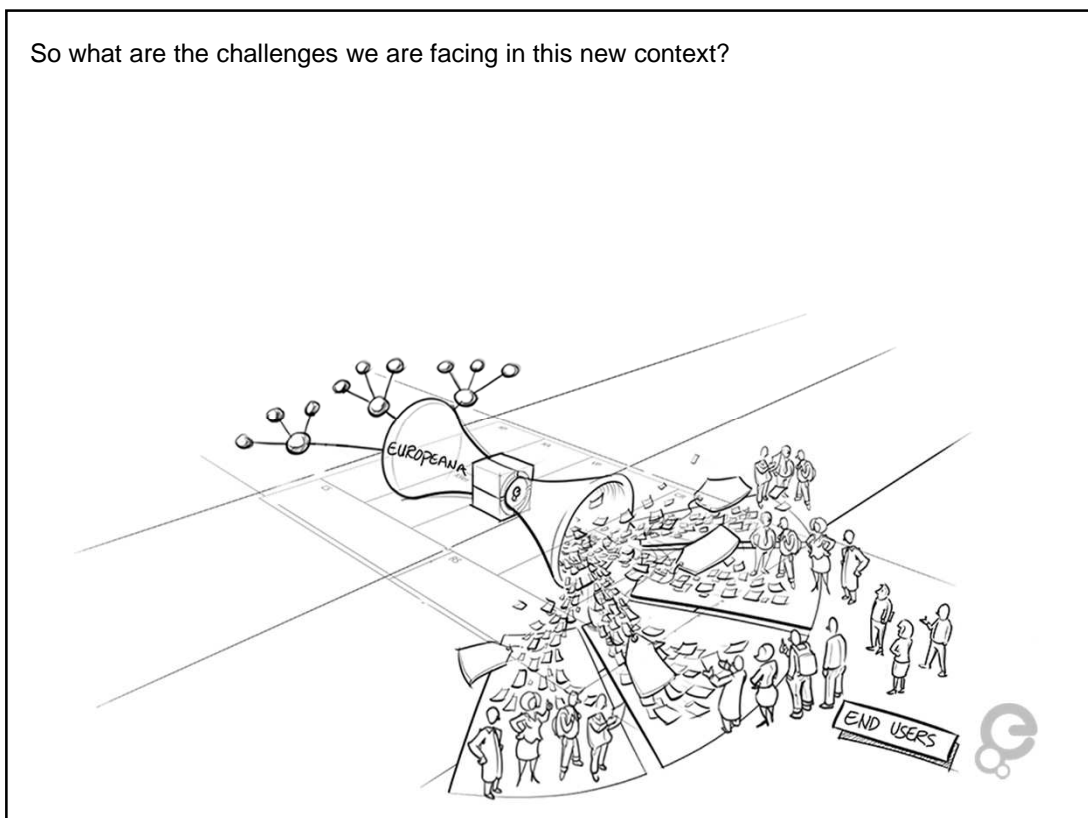 So what are the challenges we are facing in this new context?
EUROPEANA
END USERS